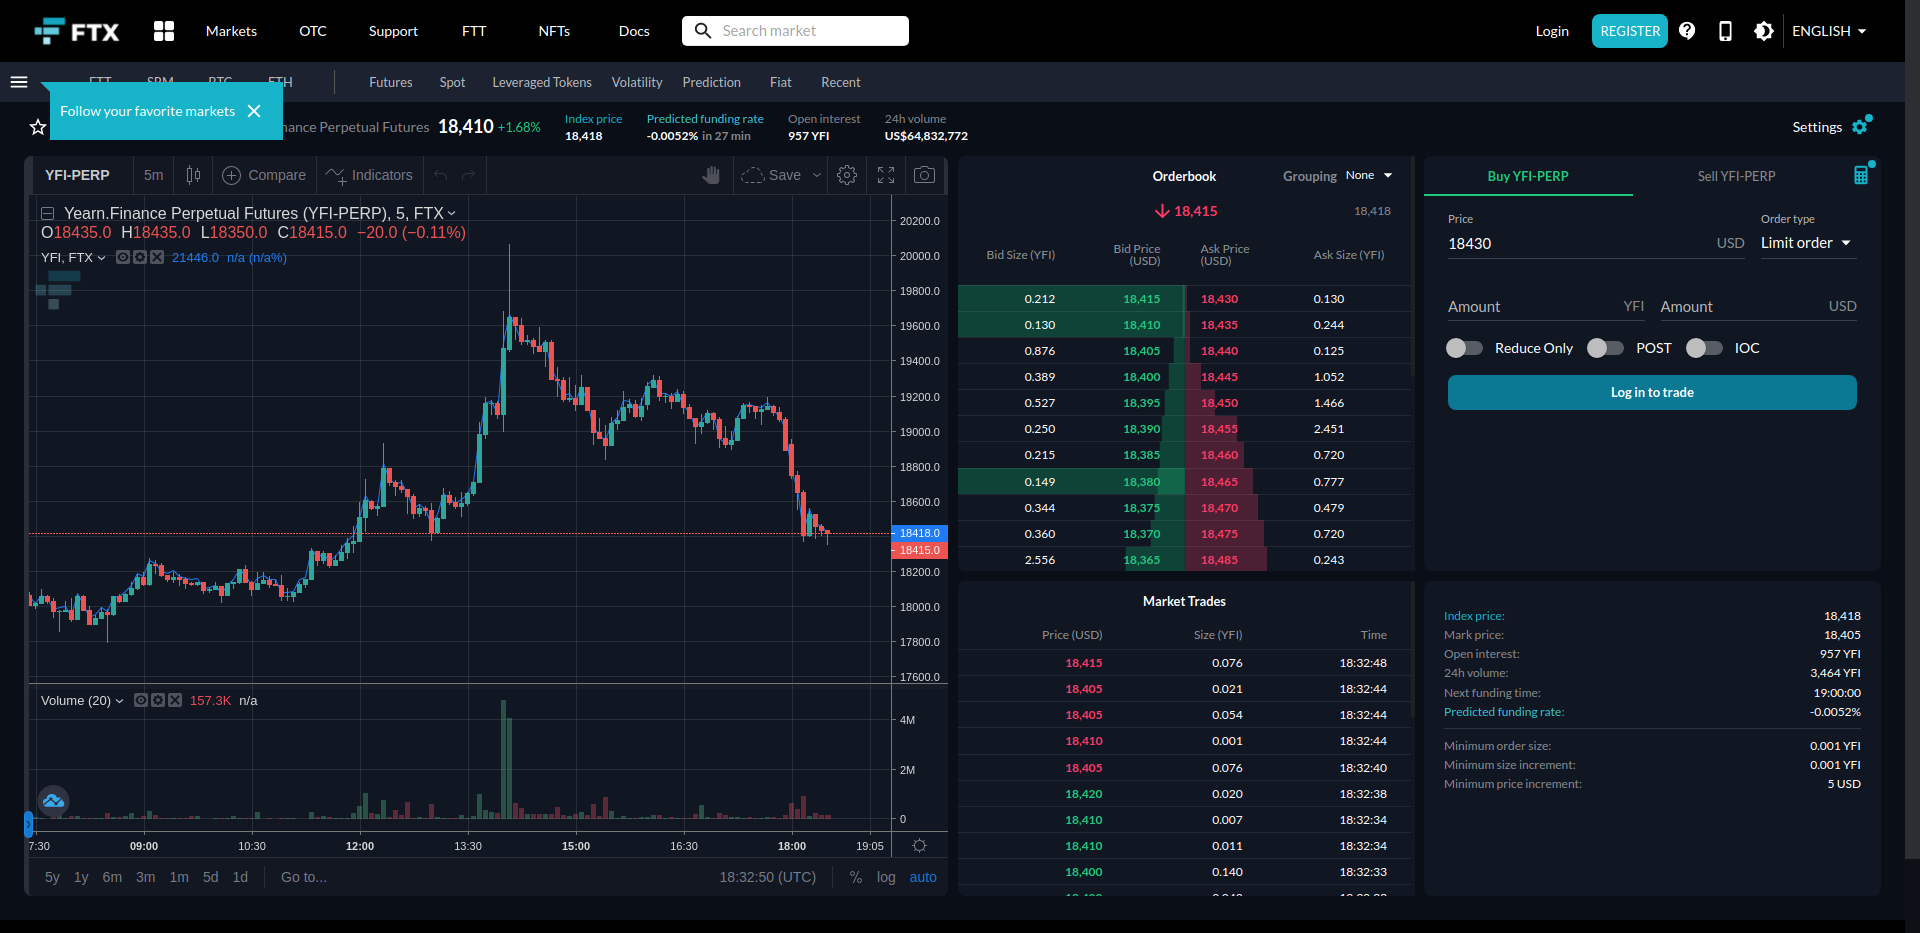 FTX Markets OTC Support FTT NFTs Docs Search market Login REGISTER ENGLISH
FTT SRM BTC ETH Futures Spot Leveraged Tokens Volatility Prediction Fiat Recent
Follow your favorite markets
nance Perpetual Futures 18,410 +1.68%
Index price
18,418
Predicted funding rate
-0.0052% in 27 min
Open interest
957 YFI
24h volume
US$64,832,772
Settings
YFI-PERP 5m Compare Indicators Save
Yearn.Finance Perpetual Futures (YFI-PERP), 5, FTX
O18435.0 H18435.0 L18350.0 C18415.0 −20.0 (−0.11%)
YFI, FTX 21446.0 n/a (n/a%)
20200.0
20000.0
19800.0
19600.0
19400.0
19200.0
19000.0
18800.0
18600.0
18418.0
18415.0
18200.0
18000.0
17800.0
17600.0
Volume (20) 157.3K n/a
4M
2M
0
7:30 09:00 10:30 12:00 13:30 15:00 16:30 18:00 19:05
5y 1y 6m 3m 1m 5d 1d Go to... 18:32:50 (UTC) % log auto
Orderbook Grouping None
18,415 18,418
Bid Size (YFI) Bid Price (USD) Ask Price (USD) Ask Size (YFI)
0.212 18,415 18,430 0.130
0.130 18,410 18,435 0.244
0.876 18,405 18,440 0.125
0.389 18,400 18,445 1.052
0.527 18,395 18,450 1.466
0.250 18,390 18,455 2.451
0.215 18,385 18,460 0.720
0.149 18,380 18,465 0.777
0.344 18,375 18,470 0.479
0.360 18,370 18,475 0.720
2.556 18,365 18,485 0.243
Market Trades
Price (USD) Size (YFI) Time
18,415 0.076 18:32:48
18,405 0.021 18:32:44
18,405 0.054 18:32:44
18,410 0.001 18:32:44
18,405 0.076 18:32:40
18,420 0.020 18:32:38
18,410 0.007 18:32:34
18,410 0.011 18:32:34
18,400 0.140 18:32:33
Buy YFI-PERP Sell YFI-PERP
Price Order type
18430 USD Limit order
Amount YFI Amount USD
Reduce Only POST IOC
Log in to trade
Index price: 18,418
Mark price: 18,405
Open interest: 957 YFI
24h volume: 3,464 YFI
Next funding time: 19:00:00
Predicted funding rate: -0.0052%
Minimum order size: 0.001 YFI
Minimum size increment: 0.001 YFI
Minimum price increment: 5 USD